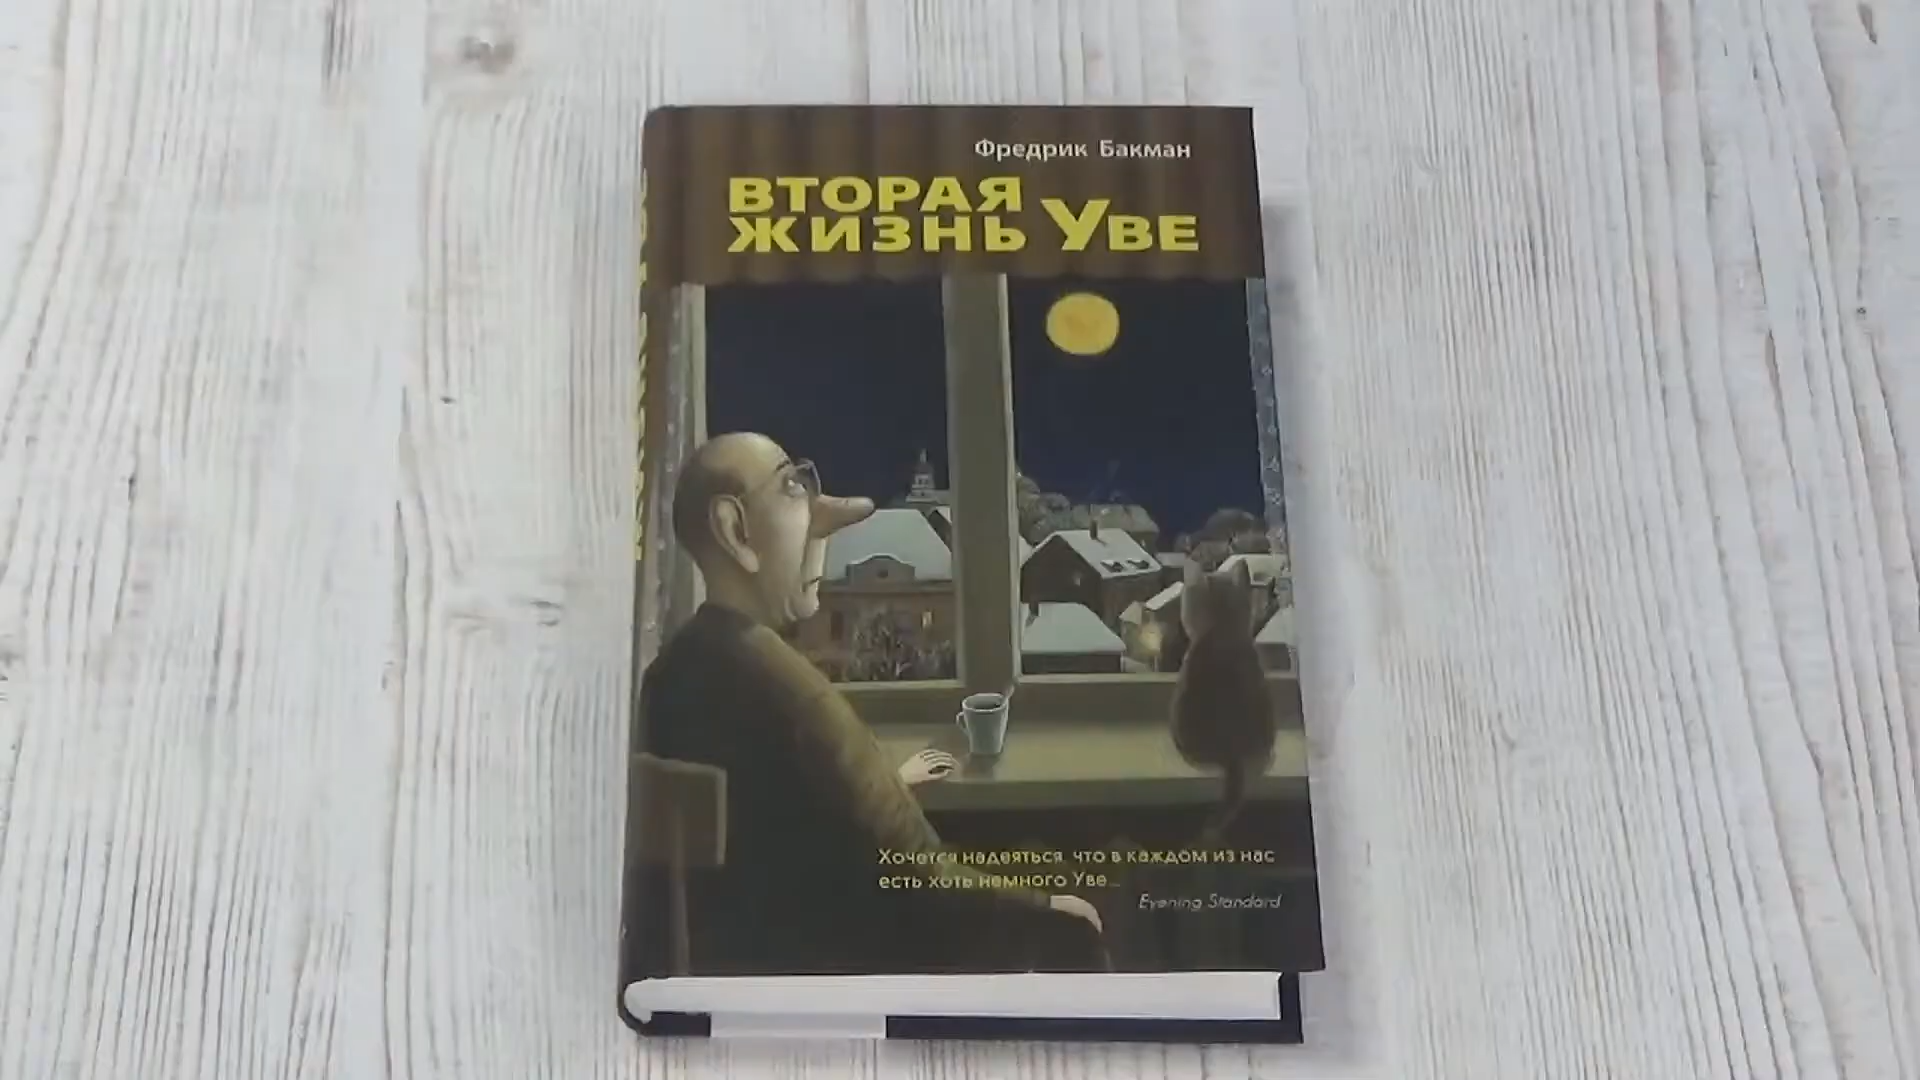 Фредрик Бакман
ВТОРАЯ
ЖИЗНЬ УВЕ
Хочется надеяться, что в каждом из нас
есть хоть немного Уве...
Evening Standard